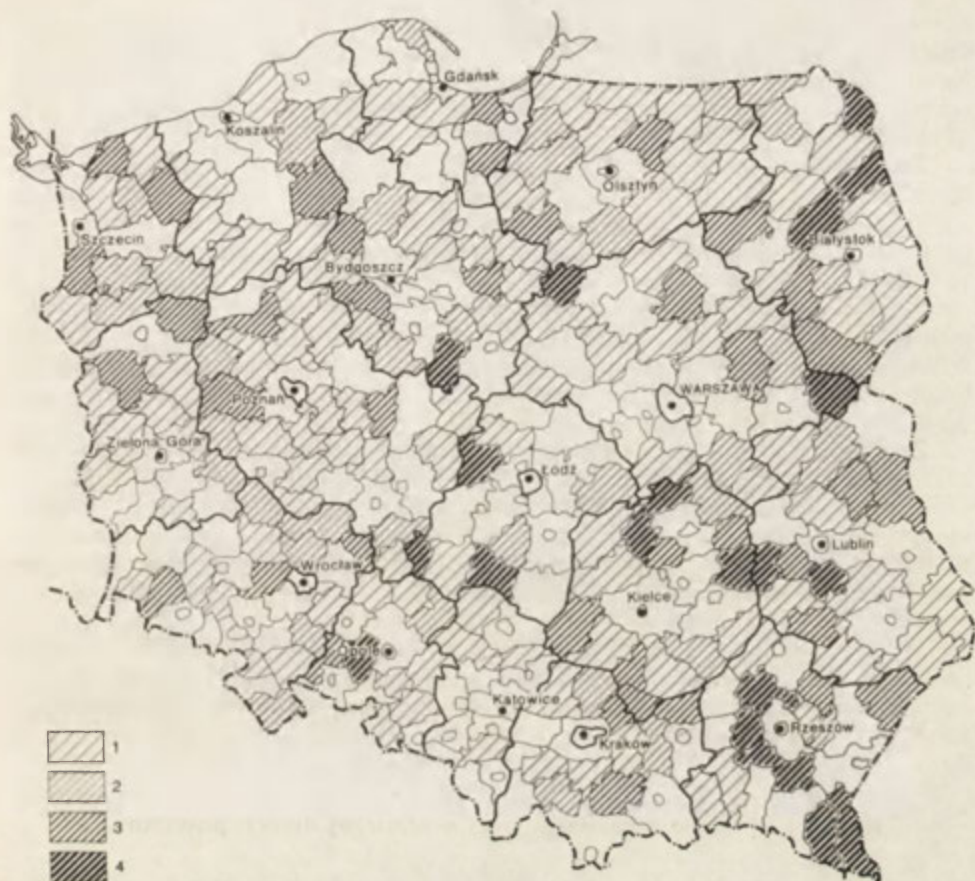 Gdańsk
Koszalin
Olsztyn
Szczecin
Białystok
Bydgoszcz
Poznań
WARSZAWA
Zielona Góra
Łódź
Lublin
Wrocław
Kielce
Opole
Katowice
Rzeszów
Kraków
1
2
3
4